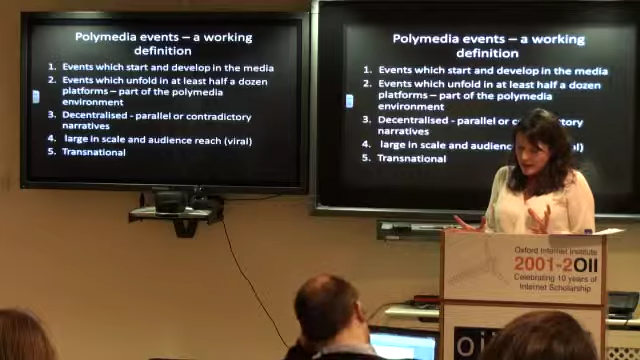 Polymedia events – a working
definition
1. Events which start and develop in the media
2. Events which unfold in at least half a dozen
platforms – part of the polymedia
environment
3. Decentralised - parallel or contradictory
narratives
4. large in scale and audience reach (viral)
5. Transnational
Polymedia events – a working
definition
1. Events which start and develop in the media
2. Events which unfold in at least half a dozen
platforms – part of the polymedia
environment
3. Decentralised - parallel or contradictory
narratives
4. large in scale and audience
5. Transnational
Oxford Internet Institute
2001-2OII
Celebrating 10 years of
Internet Scholarship